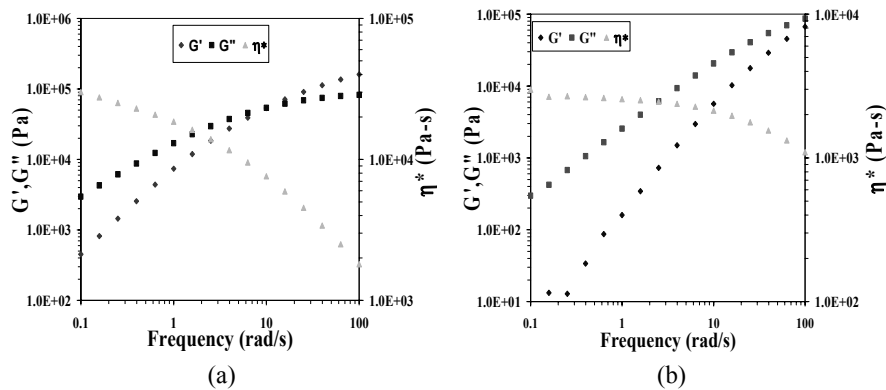 G' G" η*
1.0E+06
1.0E+05
1.0E+04
1.0E+03
1.0E+02
G',G" (Pa)
1.0E+05
1.0E+04
1.0E+03
η* (Pa-s)
0.1 1 10 100
Frequency (rad/s)
(a)
G' G" η*
1.0E+05
1.0E+04
1.0E+03
1.0E+02
1.0E+01
G',G" (Pa)
1.0E+04
1.0E+03
1.0E+02
η* (Pa-s)
0.1 1 10 100
Frequency (rad/s)
(b)